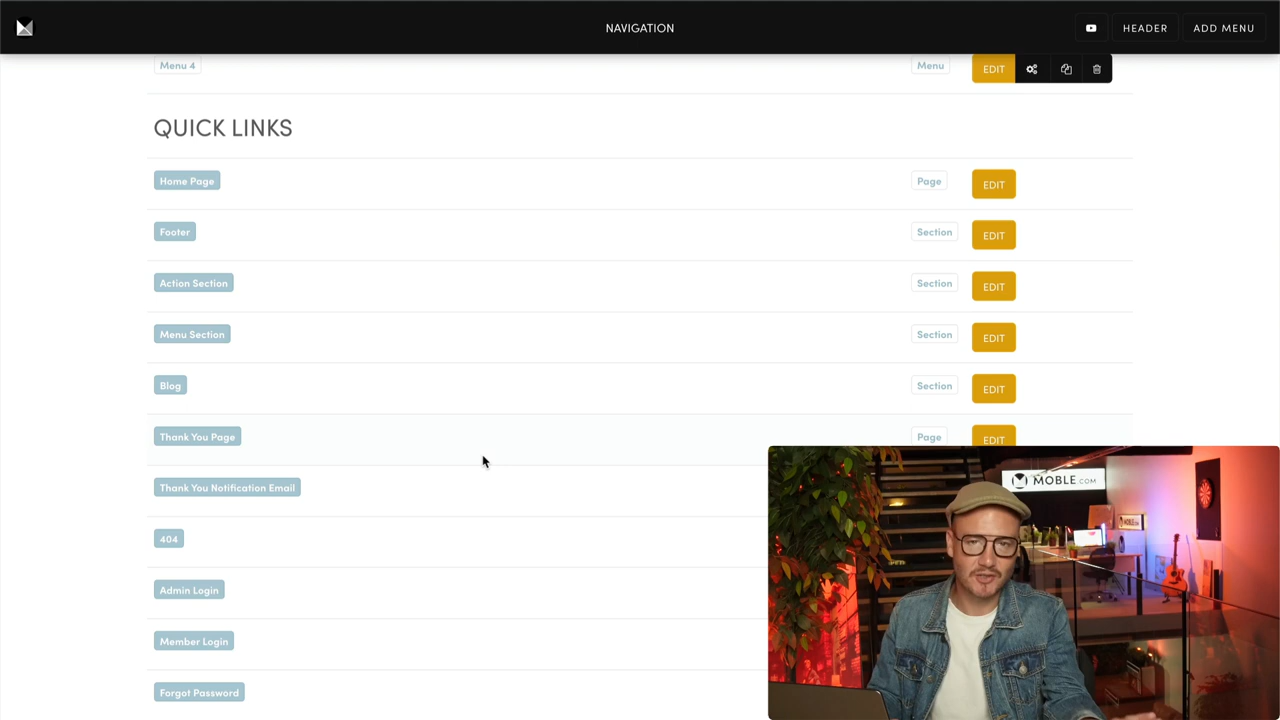 NAVIGATION
HEADER
ADD MENU
Menu 4
Menu
EDIT
QUICK LINKS
Home Page
Page
EDIT
Footer
Section
EDIT
Action Section
Section
EDIT
Menu Section
Section
EDIT
Blog
Section
EDIT
Thank You Page
Page
EDIT
Thank You Notification Email
MOBLE.COM
404
Admin Login
Member Login
Forgot Password